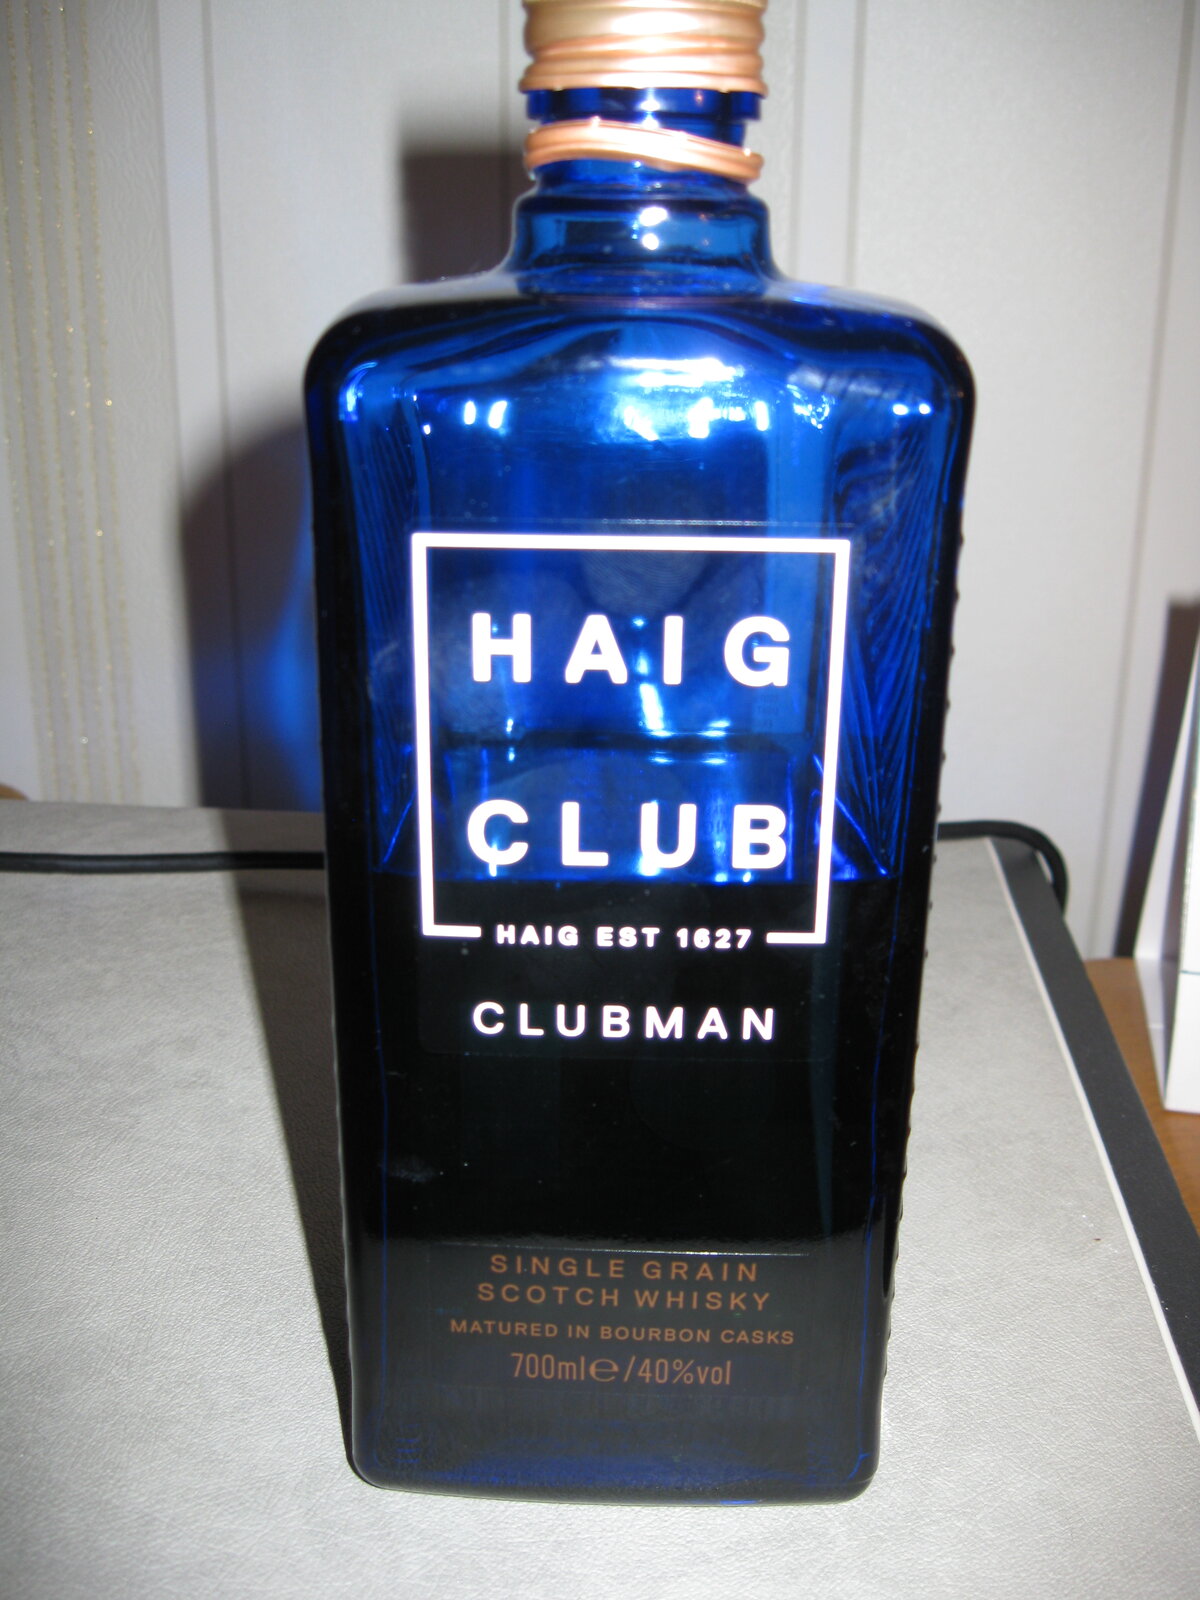 HAIG
CLUB
HAIG EST 1627
CLUBMAN
SINGLE GRAIN
SCOTCH WHISKY
MATURED IN BOURBON CASKS
700ml℮/40%vol